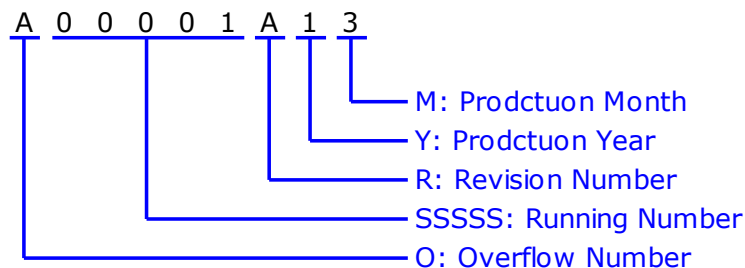 A 0 0 0 0 1 A 1 3
M: Prodctuon Month
Y: Prodctuon Year
R: Revision Number
SSSSS: Running Number
O: Overflow Number